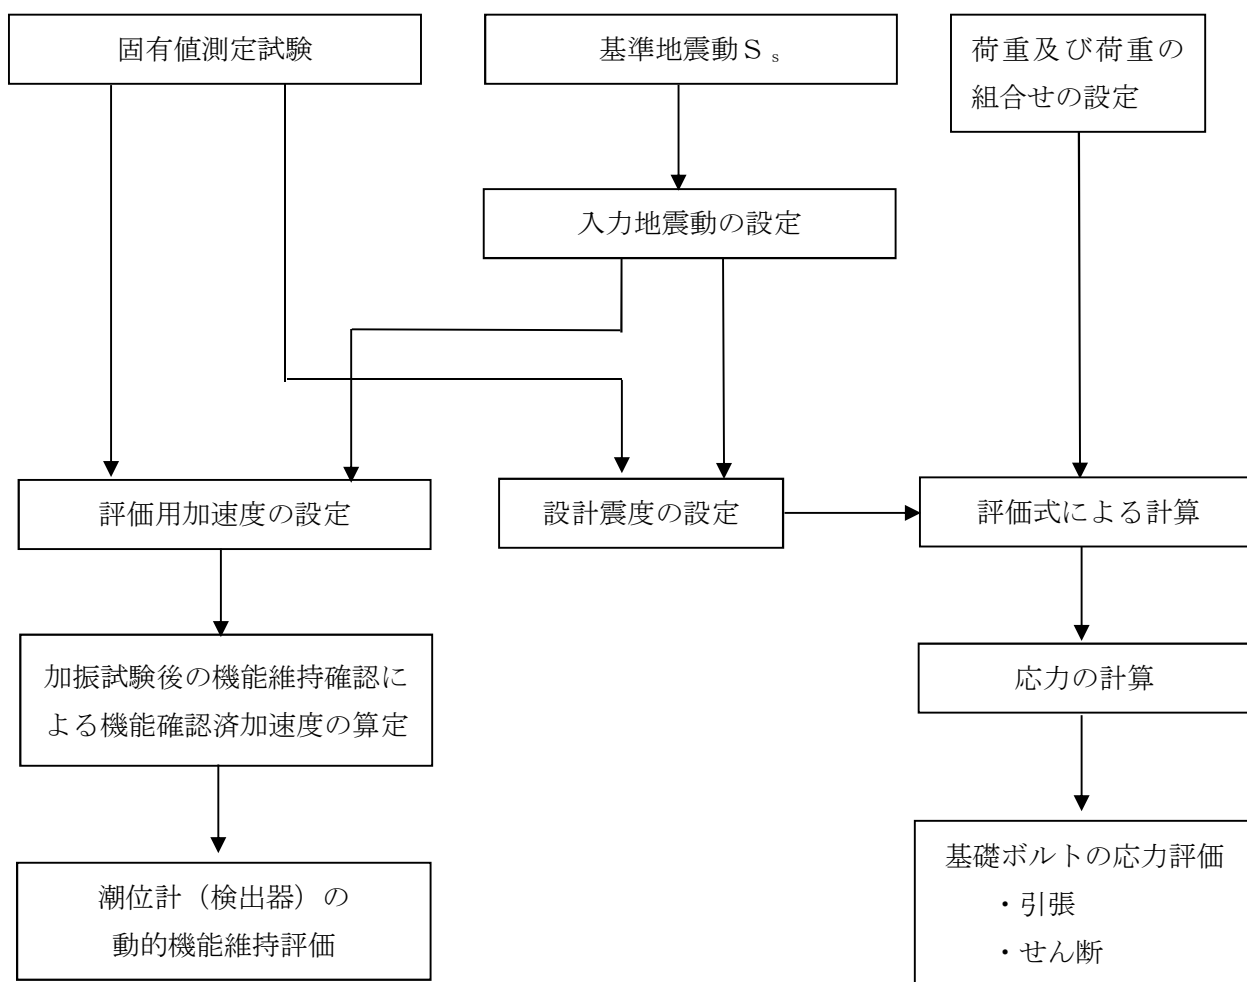 固有値測定試験
基準地震動Ｓｓ
荷重及び荷重の
組合せの設定
入力地震動の設定
評価用加速度の設定
設計震度の設定
評価式による計算
加振試験後の機能維持確認に
よる機能確認済加速度の算定
応力の計算
潮位計（検出器）の
動的機能維持評価
基礎ボルトの応力評価
・引張
・せん断